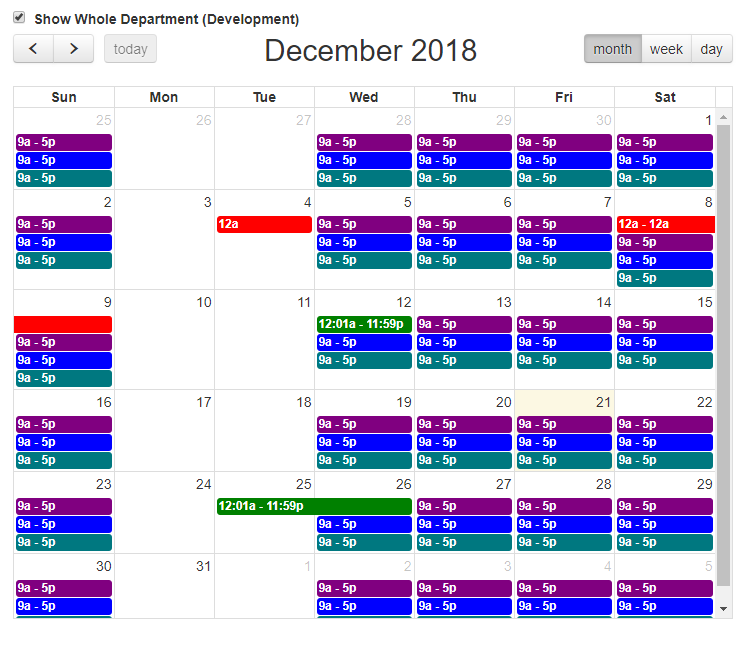 Show Whole Department (Development)
today December 2018 month week day
Sun Mon Tue Wed Thu Fri Sat
25 26 27 28 29 30 1
9a - 5p 9a - 5p 9a - 5p 9a - 5p 9a - 5p
9a - 5p 9a - 5p 9a - 5p 9a - 5p 9a - 5p
9a - 5p 9a - 5p 9a - 5p 9a - 5p 9a - 5p
2 3 4 5 6 7 8
9a - 5p 12a 9a - 5p 9a - 5p 9a - 5p 12a - 12a
9a - 5p 9a - 5p 9a - 5p 9a - 5p 9a - 5p
9a - 5p 9a - 5p 9a - 5p 9a - 5p 9a - 5p
9a - 5p
9 10 11 12 13 14 15
12:01a - 11:59p 9a - 5p 9a - 5p 9a - 5p
9a - 5p 9a - 5p 9a - 5p 9a - 5p 9a - 5p
9a - 5p 9a - 5p 9a - 5p 9a - 5p 9a - 5p
9a - 5p
16 17 18 19 20 21 22
9a - 5p 9a - 5p 9a - 5p 9a - 5p 9a - 5p
9a - 5p 9a - 5p 9a - 5p 9a - 5p 9a - 5p
9a - 5p 9a - 5p 9a - 5p 9a - 5p 9a - 5p
23 24 25 26 27 28 29
9a - 5p 12:01a - 11:59p 9a - 5p 9a - 5p 9a - 5p
9a - 5p 9a - 5p 9a - 5p 9a - 5p 9a - 5p
9a - 5p 9a - 5p 9a - 5p 9a - 5p 9a - 5p
30 31 1 2 3 4 5
9a - 5p 9a - 5p 9a - 5p 9a - 5p 9a - 5p
9a - 5p 9a - 5p 9a - 5p 9a - 5p 9a - 5p